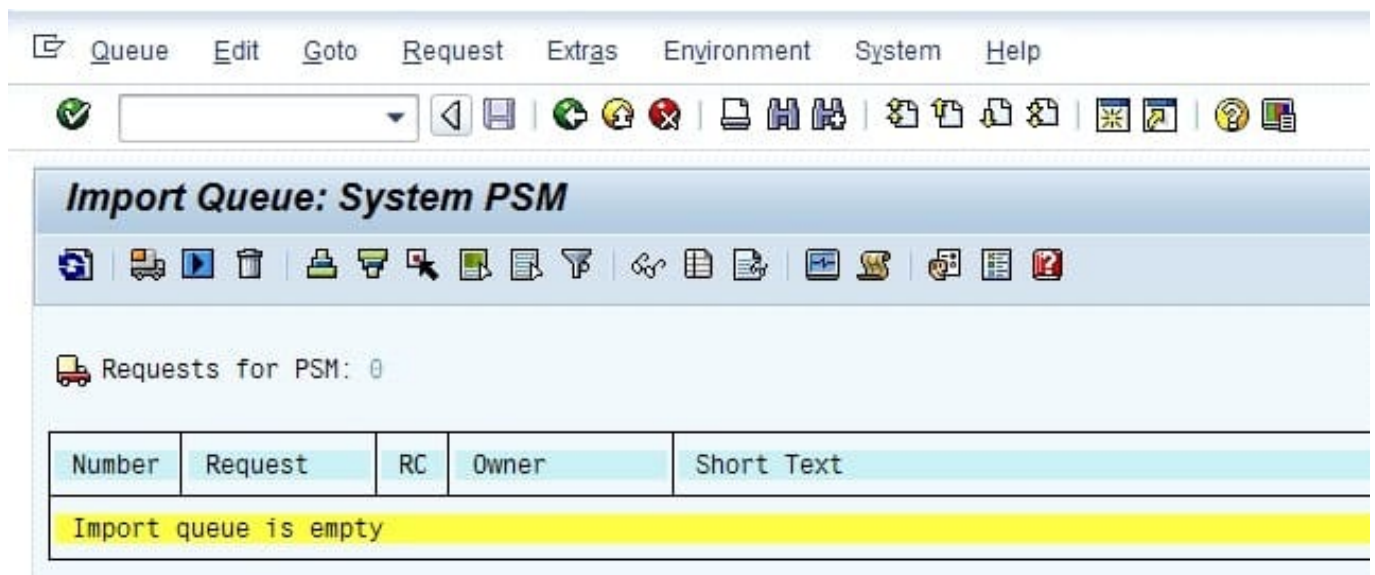 Queue Edit Goto Request Extras Environment System Help
Import Queue: System PSM
Requests for PSM: 0
Number Request RC Owner Short Text
Import queue is empty